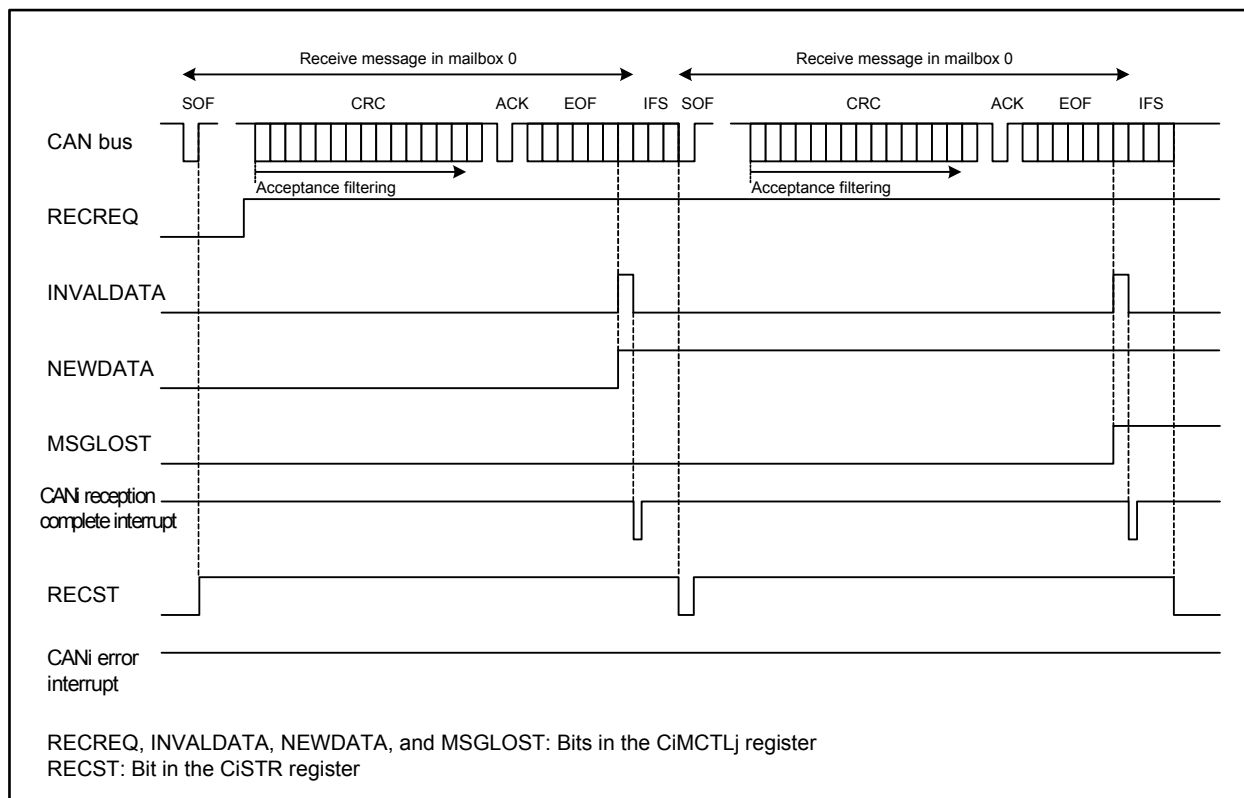 Receive message in mailbox 0 Receive message in mailbox 0
SOF CRC ACK EOF IFS SOF CRC ACK EOF IFS
CAN bus
Acceptance filtering Acceptance filtering
RECREQ
INVALDATA
NEWDATA
MSGLOST
CANi reception
complete interrupt
RECST
CANi error
interrupt
RECREQ, INVALDATA, NEWDATA, and MSGLOST: Bits in the CiMCTLj register
RECST: Bit in the CiSTR register